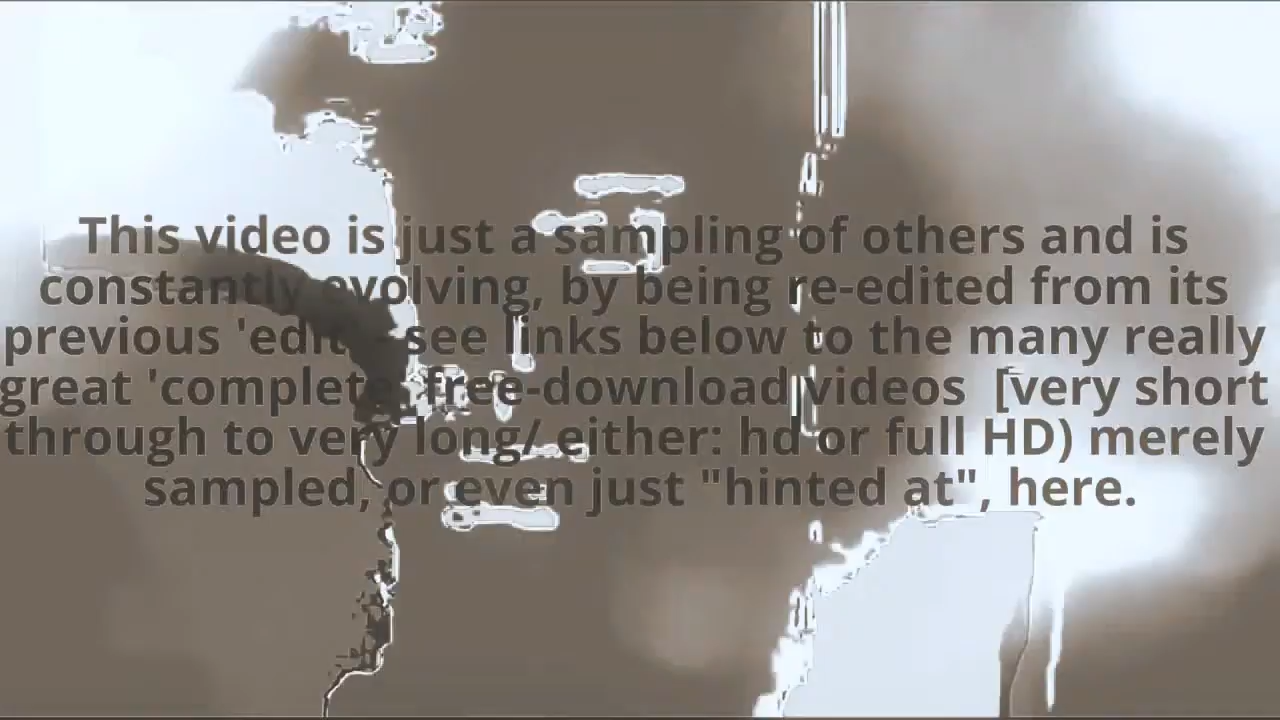 This video is just a sampling of others and is
constantly evolving, by being re-edited from its
previous 'edit' - see links below to the many really
great 'complete' free-download videos [very short
through to very long/ either: hd or full HD) merely
sampled, or even just "hinted at", here.